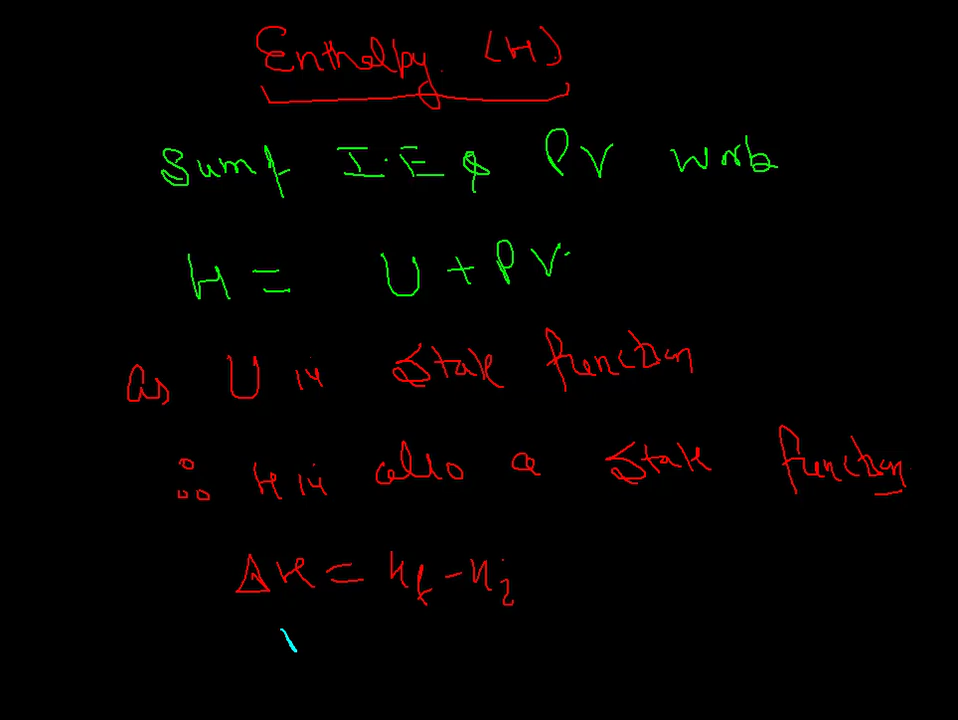 Enthalpy (H)
Sum of I.E & PV work
H = U + PV
as U is State function
∴ H is also a State function
ΔH = Hf - Hi